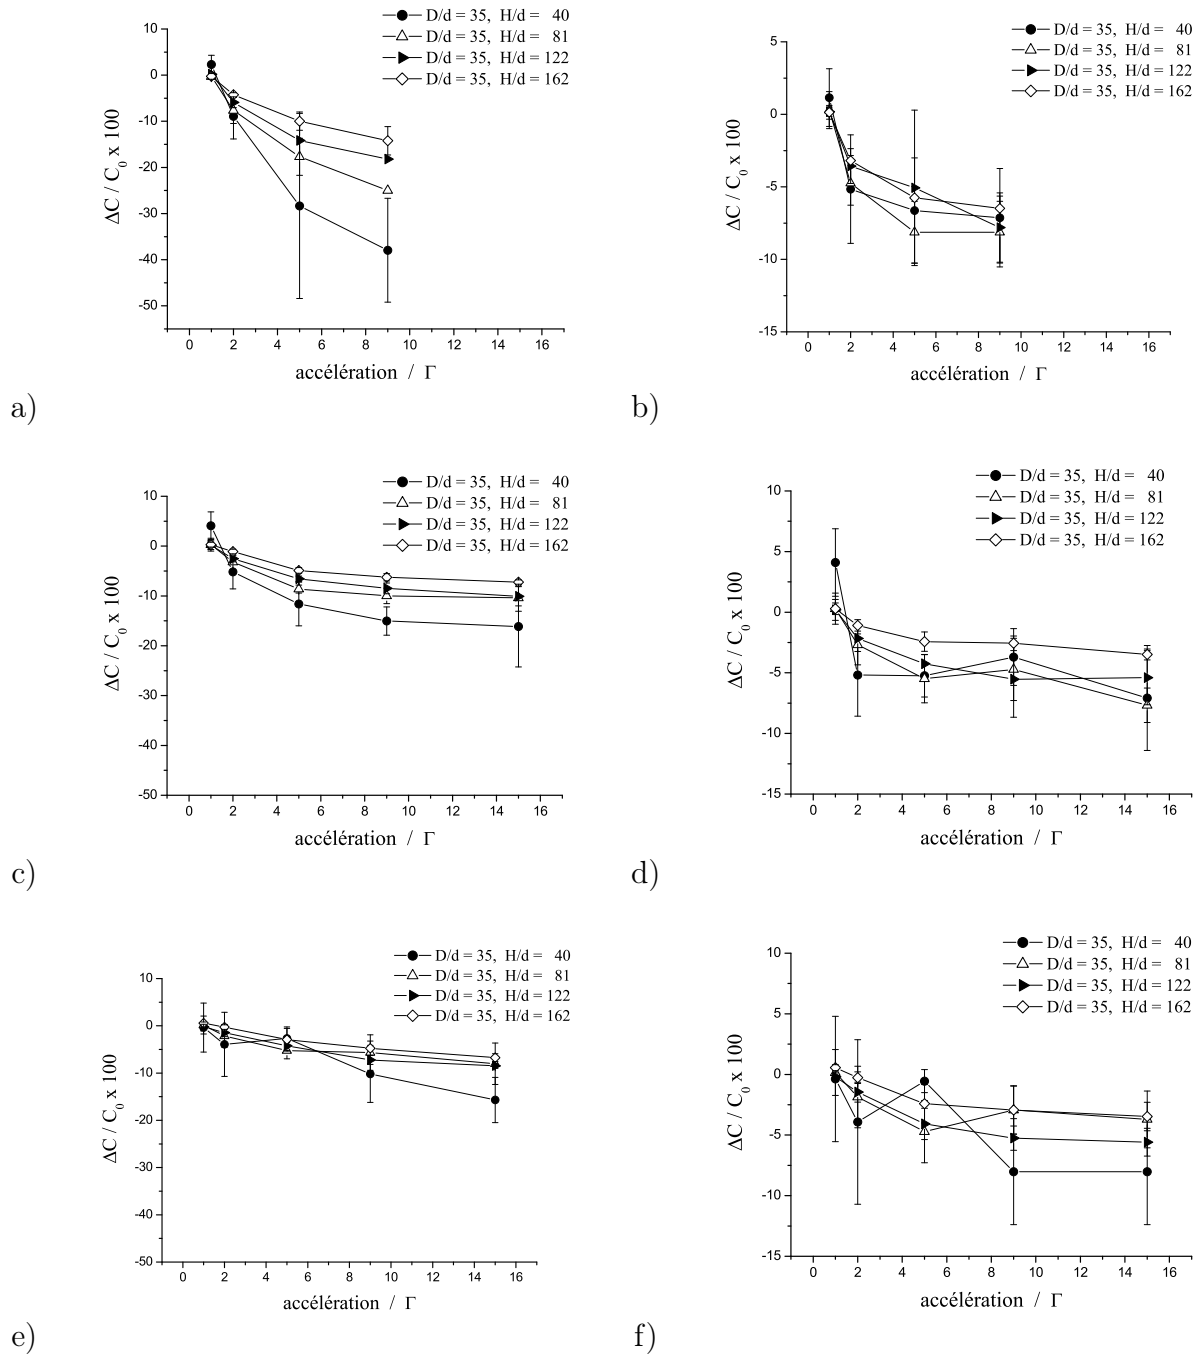 D/d = 35, H/d = 40
D/d = 35, H/d = 81
D/d = 35, H/d = 122
D/d = 35, H/d = 162
10
0
-10
-20
-30
-40
-50
ΔC / C0 x 100
0 2 4 6 8 10 12 14 16
accélération / Γ
a)
D/d = 35, H/d = 40
D/d = 35, H/d = 81
D/d = 35, H/d = 122
D/d = 35, H/d = 162
5
0
-5
-10
-15
ΔC / C0 x 100
0 2 4 6 8 10 12 14 16
accélération / Γ
b)
D/d = 35, H/d = 40
D/d = 35, H/d = 81
D/d = 35, H/d = 122
D/d = 35, H/d = 162
10
0
-10
-20
-30
-40
-50
ΔC / C0 x 100
0 2 4 6 8 10 12 14 16
accélération / Γ
c)
D/d = 35, H/d = 40
D/d = 35, H/d = 81
D/d = 35, H/d = 122
D/d = 35, H/d = 162
10
5
0
-5
-10
-15
ΔC / C0 x 100
0 2 4 6 8 10 12 14 16
accélération / Γ
d)
D/d = 35, H/d = 40
D/d = 35, H/d = 81
D/d = 35, H/d = 122
D/d = 35, H/d = 162
10
0
-10
-20
-30
-40
-50
ΔC / C0 x 100
0 2 4 6 8 10 12 14 16
accélération / Γ
e)
D/d = 35, H/d = 40
D/d = 35, H/d = 81
D/d = 35, H/d = 122
D/d = 35, H/d = 162
10
5
0
-5
-10
-15
ΔC / C0 x 100
0 2 4 6 8 10 12 14 16
accélération / Γ
f)